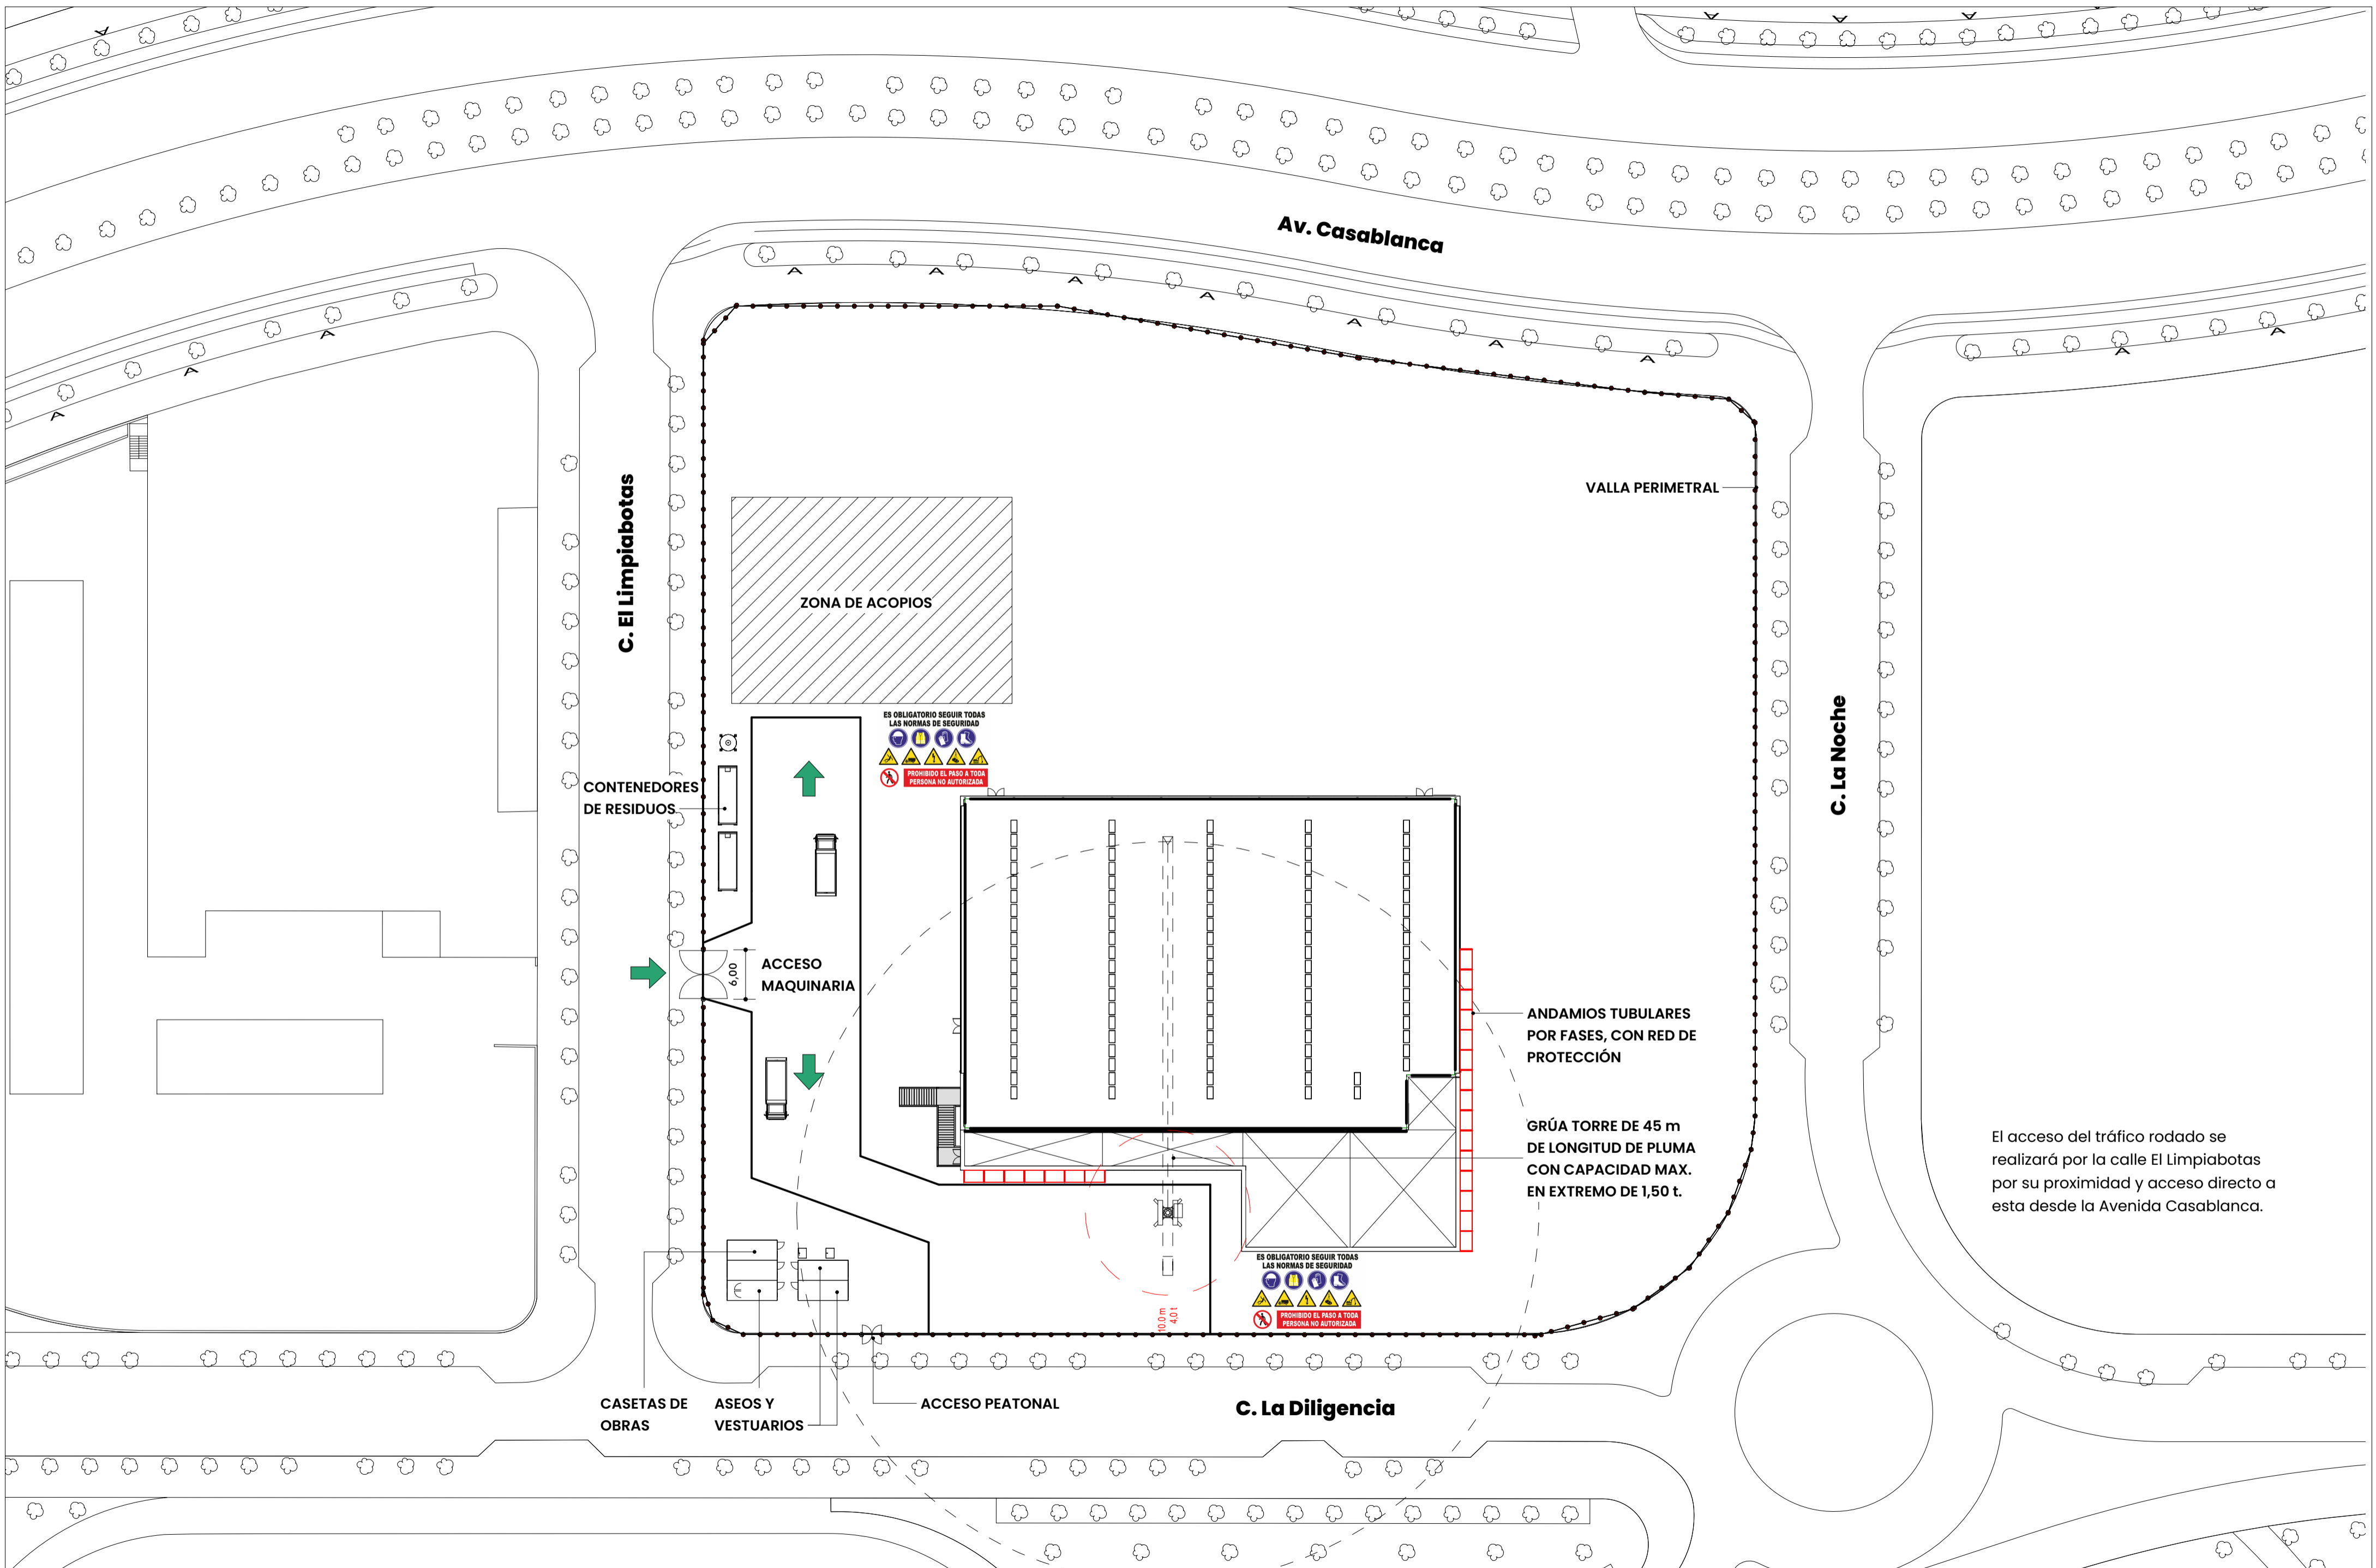 Av. Casablanca
C. El Limpiabotas
VALLA PERIMETRAL
ZONA DE ACOPIOS
C. La Noche
ES OBLIGATORIO SEGUIR TODAS
LAS NORMAS DE SEGURIDAD
PROHIBIDO EL PASO A TODA
PERSONA NO AUTORIZADA
CONTENEDORES
DE RESIDUOS
6,00
ACCESO
MAQUINARIA
ANDAMIOS TUBULARES
POR FASES, CON RED DE
PROTECCIÓN
GRÚA TORRE DE 45 m
DE LONGITUD DE PLUMA
CON CAPACIDAD MAX.
EN EXTREMO DE 1,50 t.
El acceso del tráfico rodado se
realizará por la calle El Limpiabotas
por su proximidad y acceso directo a
esta desde la Avenida Casablanca.
ES OBLIGATORIO SEGUIR TODAS
LAS NORMAS DE SEGURIDAD
PROHIBIDO EL PASO A TODA
PERSONA NO AUTORIZADA
10.0 m
4,0 t
CASETAS DE
OBRAS
ASEOS Y
VESTUARIOS
ACCESO PEATONAL
C. La Diligencia